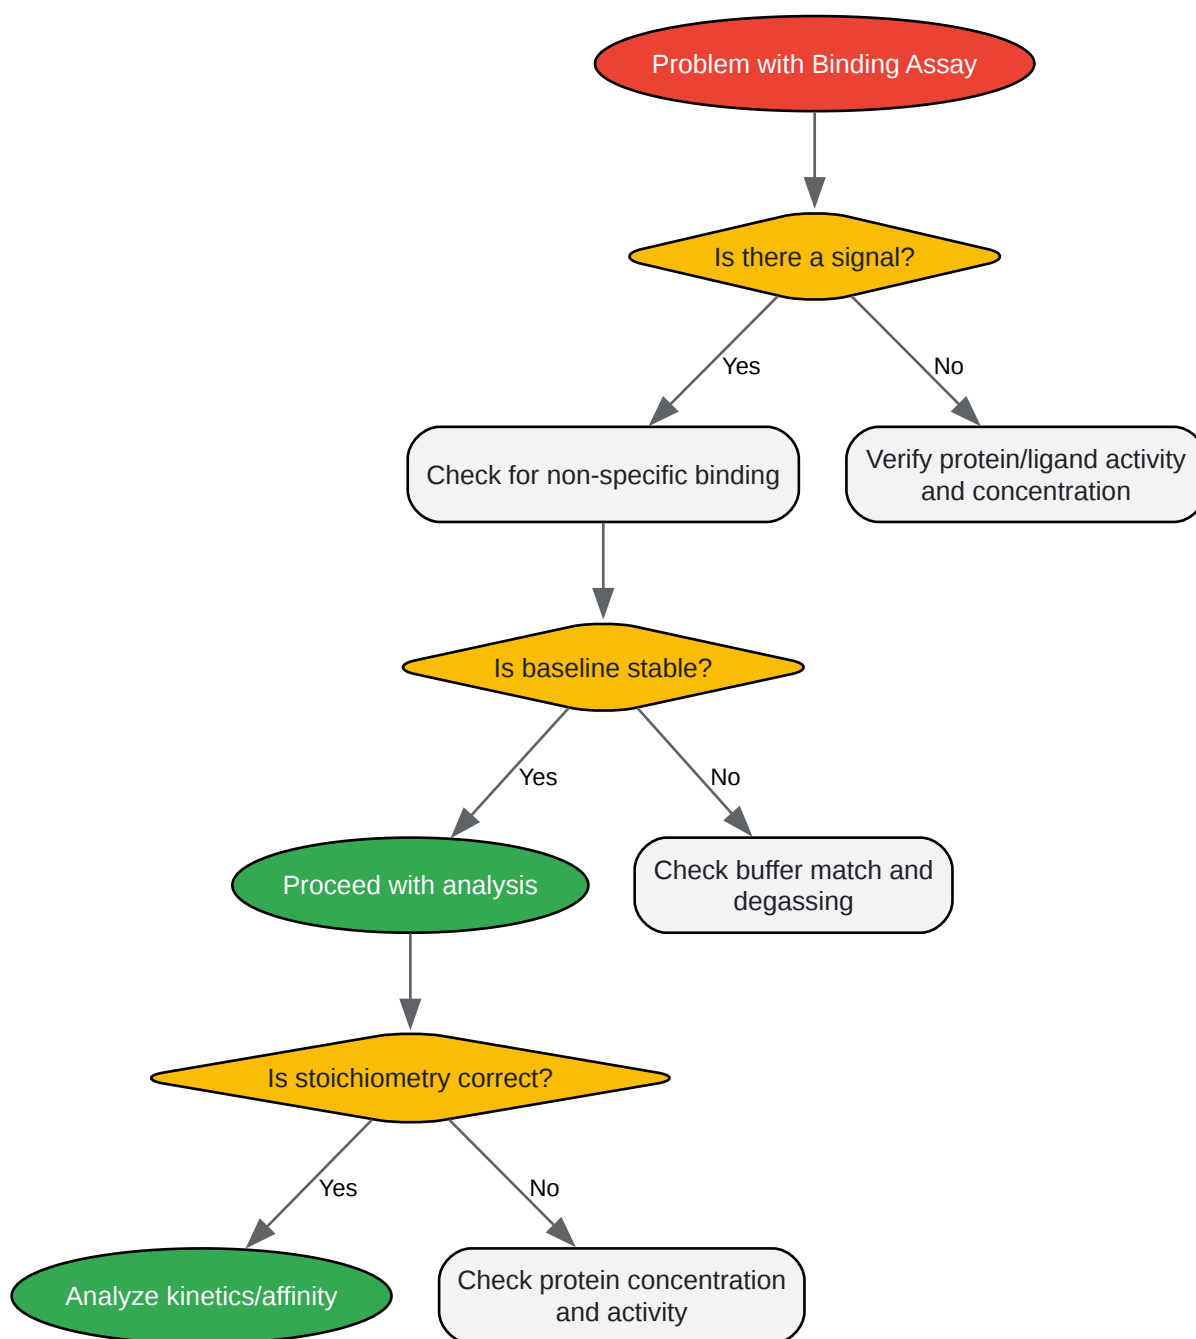 Problem with Binding Assay
Is there a signal?
Yes
No
Check for non-specific binding
Verify protein/ligand activity
and concentration
Is baseline stable?
Yes
No
Proceed with analysis
Check buffer match and
degassing
Is stoichiometry correct?
Yes
No
Analyze kinetics/affinity
Check protein concentration
and activity